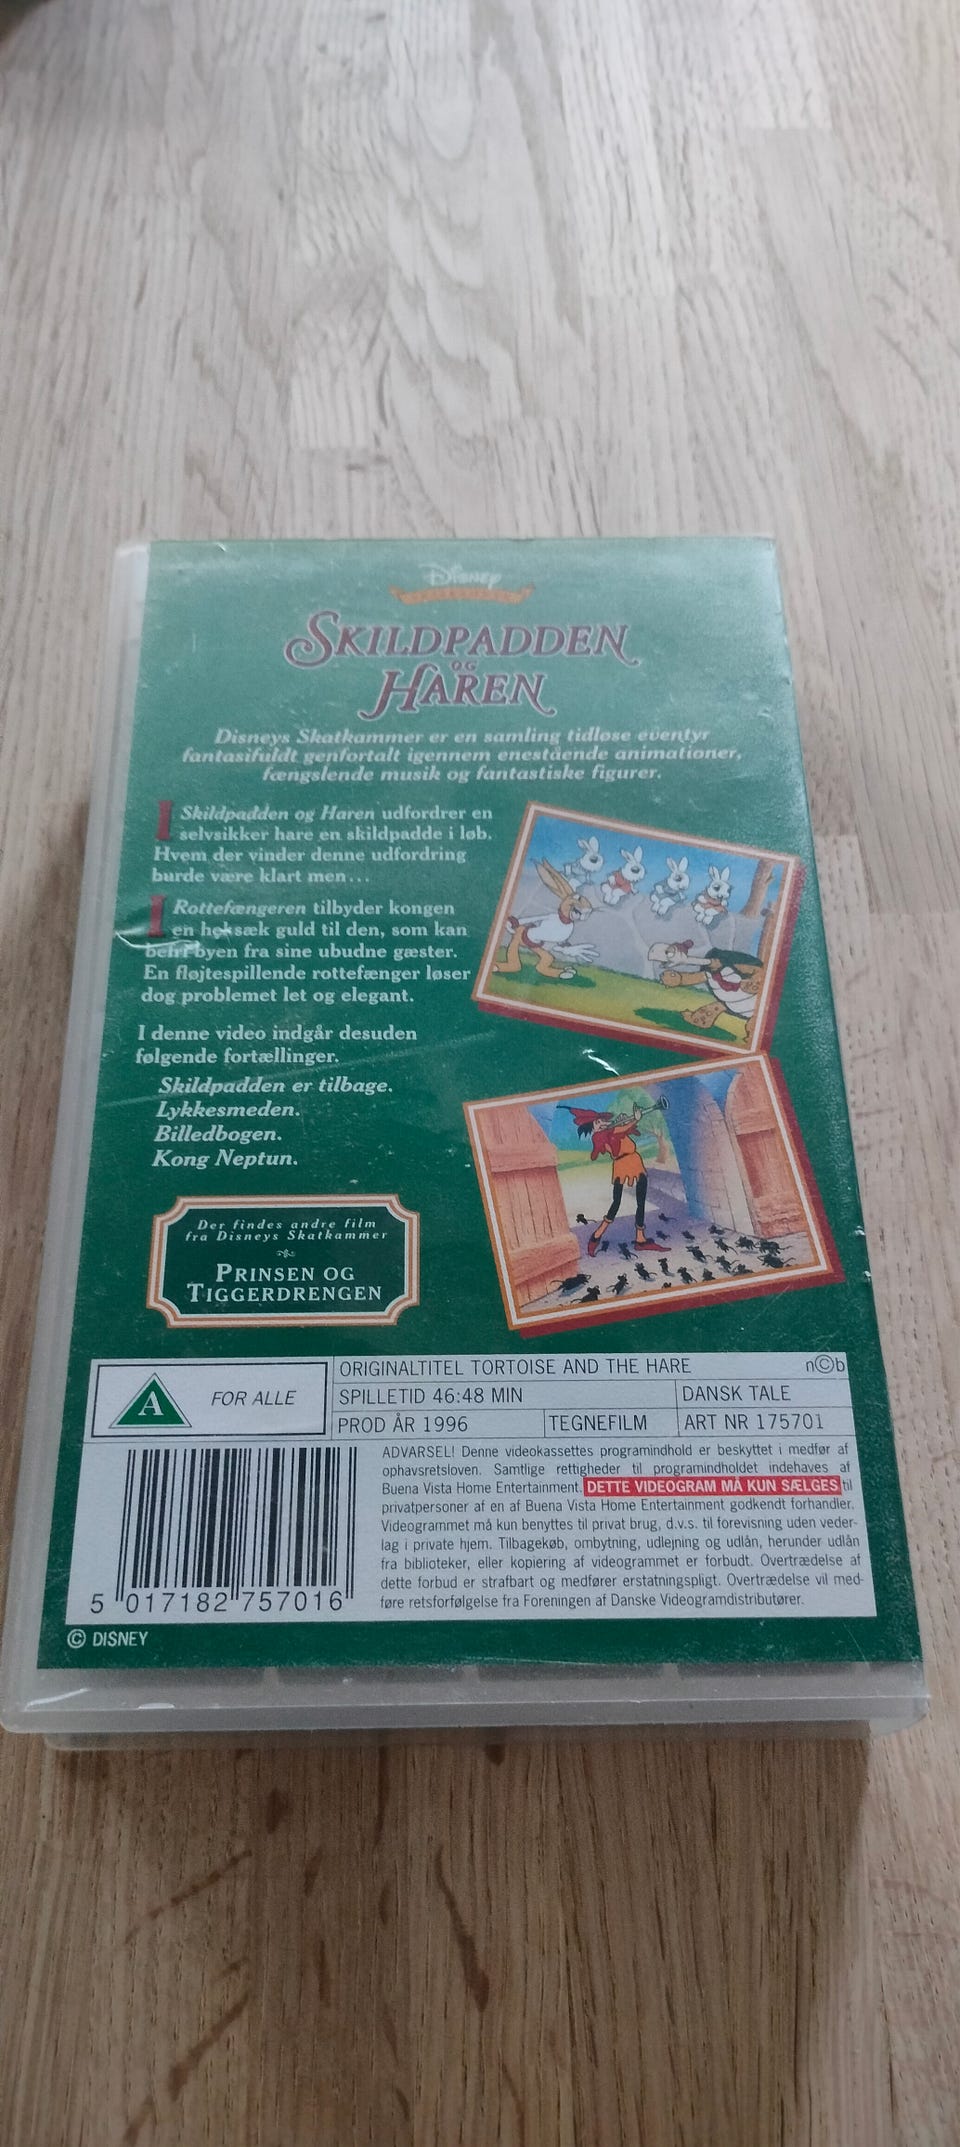 Disney
SKILDPADDEN
OG
HAREN
Disneys Skatkammer er en samling tidløse eventyr
fantasifuldt genfortalt igennem enestående animationer,
fængslende musik og fantastiske figurer.
I Skildpadden og Haren udfordrer en
selvsikker hare en skildpadde i løb.
Hvem der vinder denne udfordring
burde være klart men...
I Rottefængeren tilbyder kongen
en heksæk guld til den, som kan
befri byen fra sine ubudne gæster.
En fløjtespillende rottefænger løser
dog problemet let og elegant.
I denne video indgår desuden
følgende fortællinger.
Skildpadden er tilbage.
Lykkesmeden.
Billedbogen.
Kong Neptun.
Der findes andre film
fra Disneys Skatkammer
PRINSEN OG
TIGGERDRENGEN
A FOR ALLE
ORIGINALTITEL TORTOISE AND THE HARE
n©b
SPILLETID 46:48 MIN
DANSK TALE
PROD ÅR 1996
TEGNEFILM
ART NR 175701
ADVARSEL! Denne videokassettes programindhold er beskyttet i medfør af
ophavsretsloven. Samtlige rettigheder til programindholdet indehaves af
Buena Vista Home Entertainment. DETTE VIDEOGRAM MÅ KUN SÆLGES til
privatpersoner af en af Buena Vista Home Entertainment godkendt forhandler.
Videogrammet må kun benyttes til privat brug, d.v.s. til forevisning uden veder-
lag i private hjem. Tilbagekøb, ombytning, udlejning og udlån, herunder udlån
fra biblioteker, eller kopiering af videogrammet er forbudt. Overtrædelse af
dette forbud er strafbart og medfører erstatningspligt. Overtrædelse vil med-
føre retsforfølgelse fra Foreningen af Danske Videogramdistributører.
5 017182 757016
© DISNEY